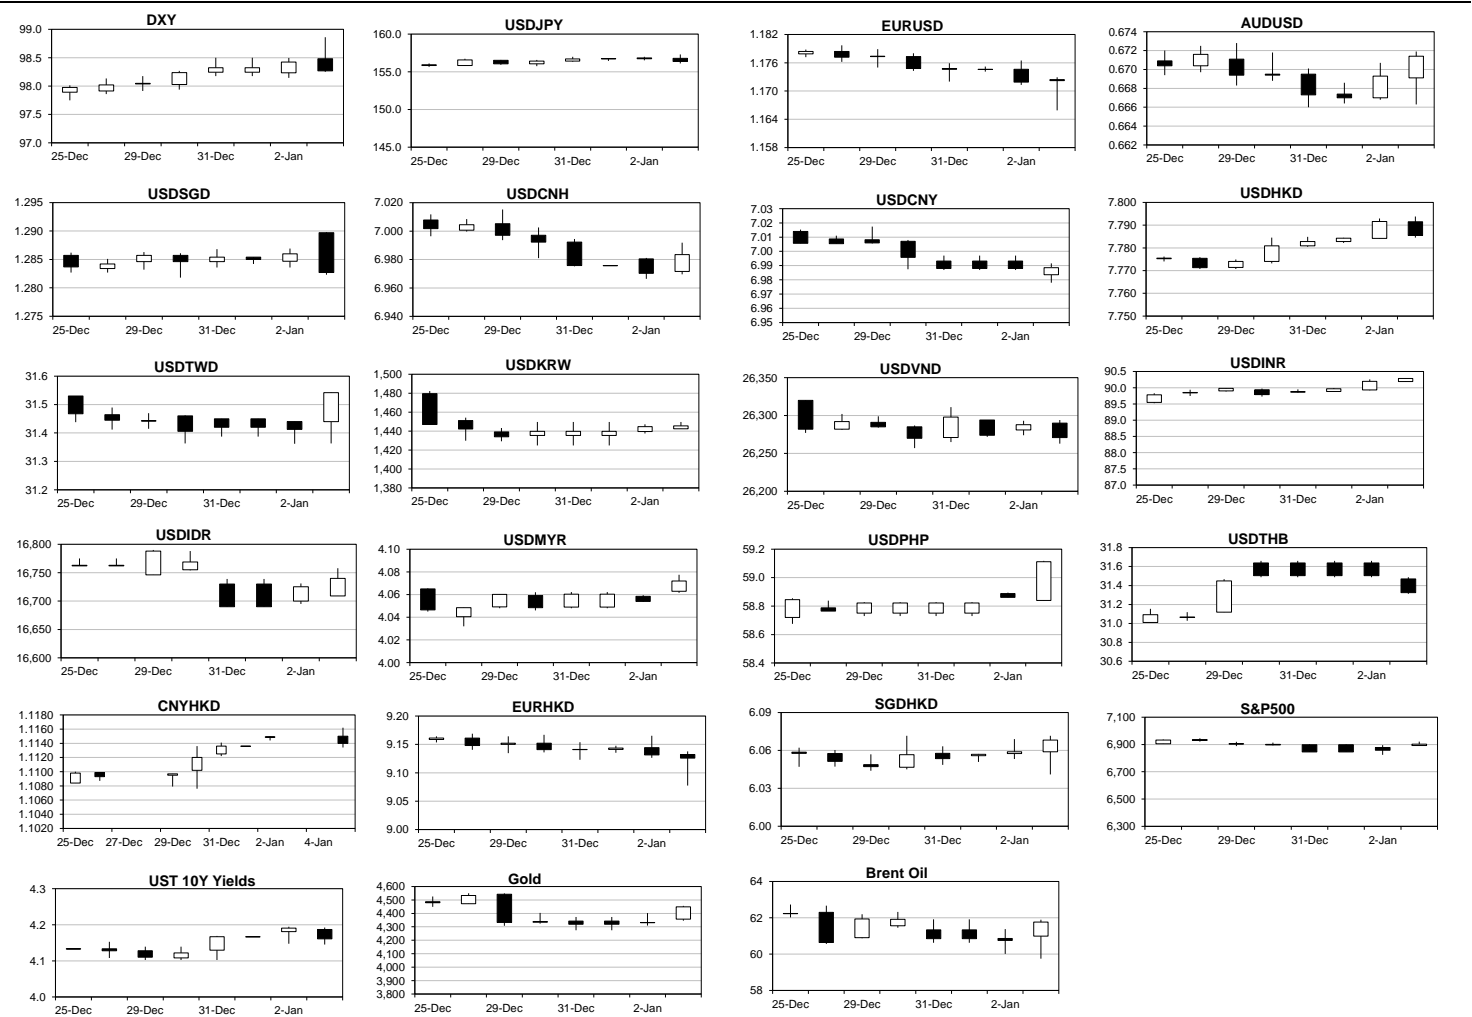 DXY
99.0
98.5
98.0
97.5
97.0
25-Dec 29-Dec 31-Dec 2-Jan
USDJPY
160.0
155.0
150.0
145.0
25-Dec 29-Dec 31-Dec 2-Jan
EURUSD
1.182
1.176
1.170
1.164
1.158
25-Dec 29-Dec 31-Dec 2-Jan
AUDUSD
0.674
0.672
0.670
0.668
0.666
0.664
0.662
25-Dec 29-Dec 31-Dec 2-Jan
USDSGD
1.295
1.290
1.285
1.280
1.275
25-Dec 29-Dec 31-Dec 2-Jan
USDCNH
7.020
7.000
6.980
6.960
6.940
25-Dec 29-Dec 31-Dec 2-Jan
USDCNY
7.03
7.02
7.01
7.00
6.99
6.98
6.97
6.96
6.95
25-Dec 29-Dec 31-Dec 2-Jan
USDHKD
7.800
7.790
7.780
7.770
7.760
7.750
25-Dec 29-Dec 31-Dec 2-Jan
USDTWD
31.6
31.5
31.4
31.3
31.2
25-Dec 29-Dec 31-Dec 2-Jan
USDKRW
1,500
1,480
1,460
1,440
1,420
1,400
1,380
25-Dec 29-Dec 31-Dec 2-Jan
USDVND
26,350
26,300
26,250
26,200
25-Dec 29-Dec 31-Dec 2-Jan
USDINR
90.5
90.0
89.5
89.0
88.5
88.0
87.5
87.0
25-Dec 29-Dec 31-Dec 2-Jan
USDIDR
16,800
16,750
16,700
16,650
16,600
25-Dec 29-Dec 31-Dec 2-Jan
USDMYR
4.10
4.08
4.06
4.04
4.02
4.00
25-Dec 29-Dec 31-Dec 2-Jan
USDPHP
59.2
59.0
58.8
58.6
58.4
25-Dec 29-Dec 31-Dec 2-Jan
USDTHB
31.8
31.6
31.4
31.2
31.0
30.8
30.6
25-Dec 29-Dec 31-Dec 2-Jan
CNYHKD
1.1180
1.1160
1.1140
1.1120
1.1100
1.1080
1.1060
1.1040
1.1020
25-Dec 27-Dec 29-Dec 31-Dec 2-Jan 4-Jan
EURHKD
9.20
9.15
9.10
9.05
9.00
25-Dec 29-Dec 31-Dec 2-Jan
SGDHKD
6.09
6.06
6.03
6.00
25-Dec 29-Dec 31-Dec 2-Jan
S&P500
7,100
6,900
6,700
6,500
6,300
25-Dec 29-Dec 31-Dec 2-Jan
UST 10Y Yields
4.3
4.2
4.1
4.0
25-Dec 29-Dec 31-Dec 2-Jan
Gold
4,600
4,500
4,400
4,300
4,200
4,100
4,000
3,900
3,800
25-Dec 29-Dec 31-Dec 2-Jan
Brent Oil
64
62
60
58
25-Dec 29-Dec 31-Dec 2-Jan